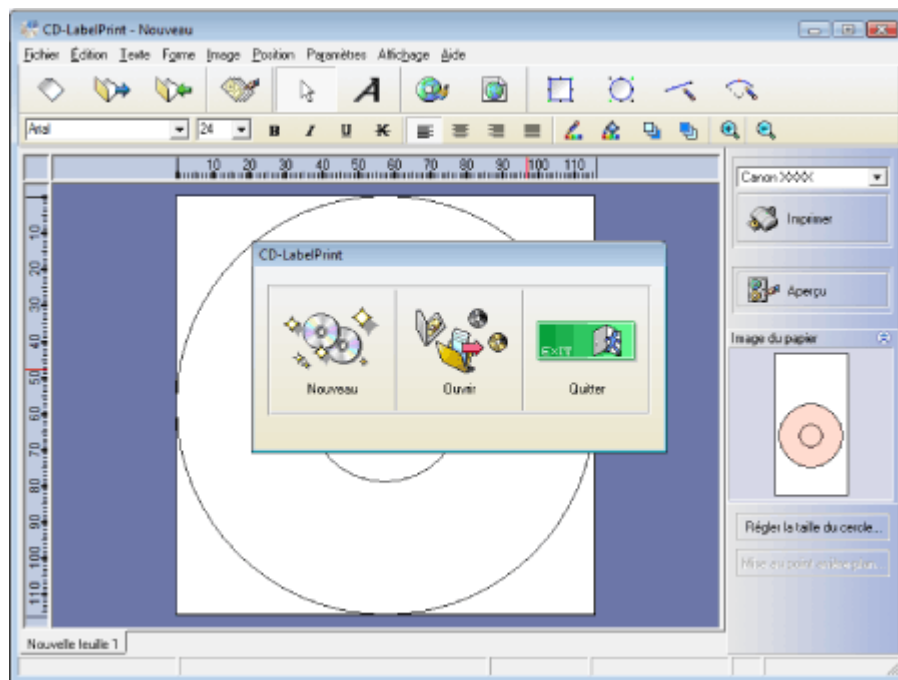 CD-LabelPrint - Nouveau
Fichier Édition Texte Forme Image Position Paramètres Affichage Aide
Arial 24 B I U K
10 20 30 40 50 60 70 80 90 100 110
Canon XXXX
Imprimer
Aperçu
Image du papier
10
20
30
40
50
60
70
80
90
100
110
CD-LabelPrint
EXIT
Nouveau Ouvrir Quitter
Régler la taille du cercle...
Mise au point
Nouvelle feuille 1